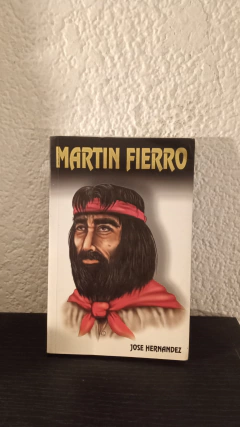 MARTIN FIERRO
JOSE HERNANDEZ